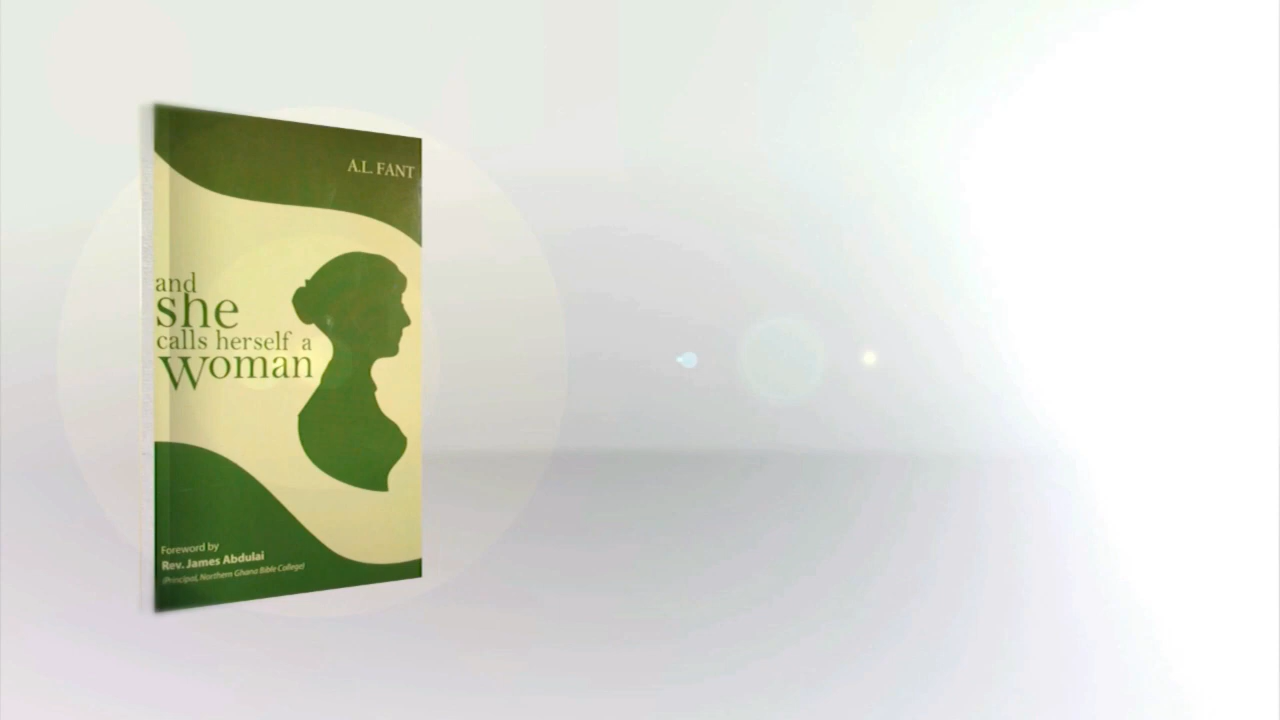 A.L. FANT
and
she
calls herself a
Woman
Foreword by
Rev. James Abdulai
(Principal, Northern Ghana Bible College)